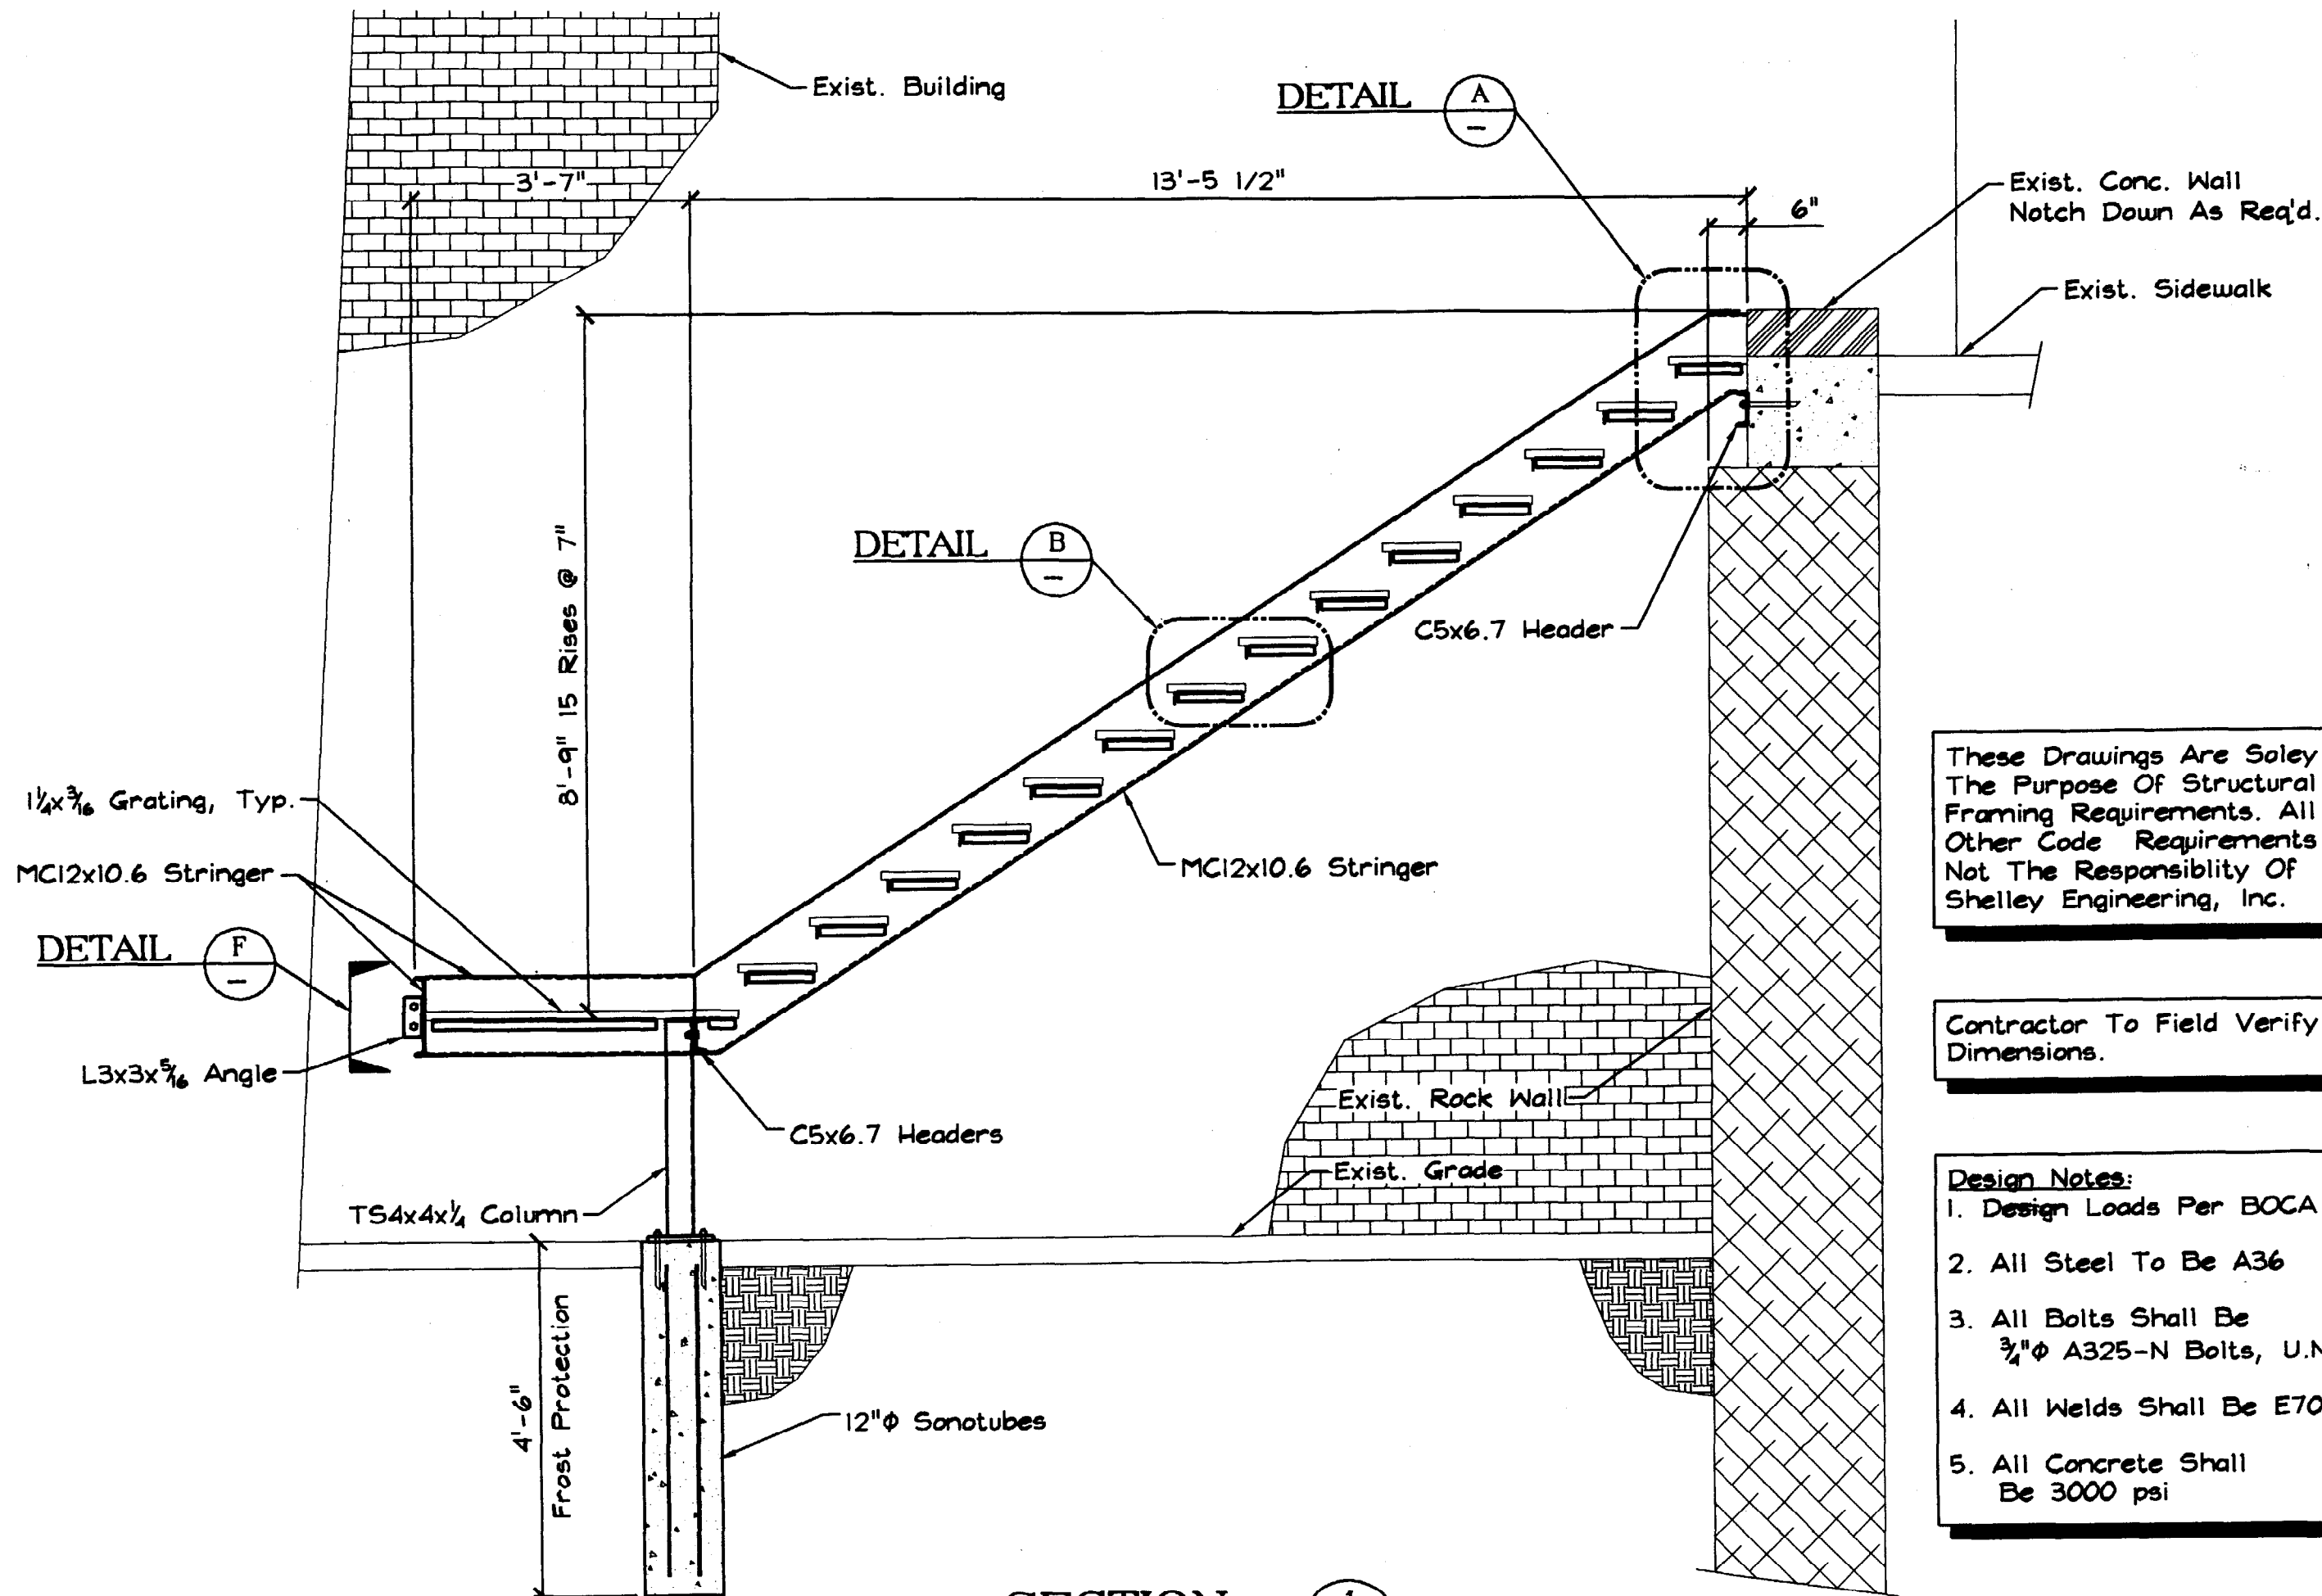 Exist. Building
DETAIL A
—
3'-7"
13'-5 1/2"
6"
Exist. Conc. Wall
Notch Down As Req'd.
Exist. Sidewalk
8'-9" 15 Rises @ 7"
DETAIL B
—
C5x6.7 Header
1¼x3⁄16 Grating, Typ.
MC12x10.6 Stringer
MC12x10.6 Stringer
DETAIL F
—
L3x3x5⁄16 Angle
C5x6.7 Headers
Exist. Rock Wall
Exist. Grade
TS4x4x¼ Column
4'-6"
Frost Protection
12"Φ Sonotubes
These Drawings Are Soley
The Purpose Of Structural
Framing Requirements. All
Other Code Requirements
Not The Responsiblity Of
Shelley Engineering, Inc.
Contractor To Field Verify
Dimensions.
Design Notes:
1. Design Loads Per BOCA
2. All Steel To Be A36
3. All Bolts Shall Be
¾"Φ A325-N Bolts, U.N
4. All Welds Shall Be E70
5. All Concrete Shall
Be 3000 psi
SECTION